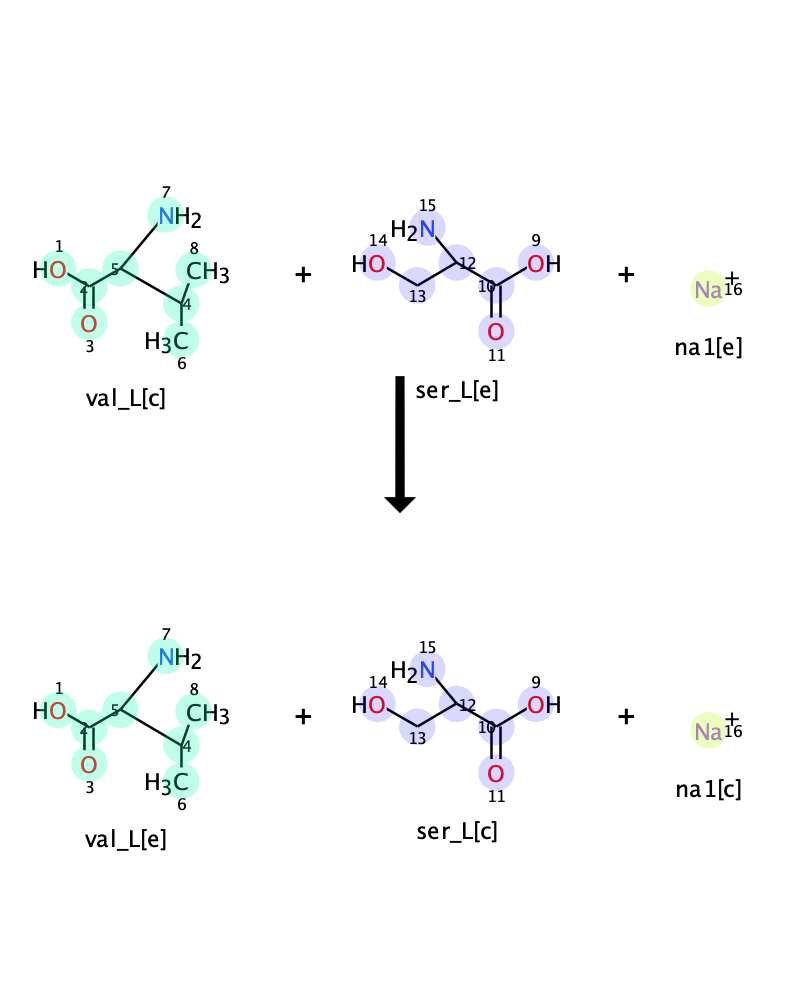 7
NH2
15
H2N
1
HO
8
CH3
14
HO
9
OH
5
12
2
10
4
13
+
+
Na+
16
O
3
H3C
6
O
11
na1[e]
val_L[c]
ser_L[e]
7
NH2
15
H2N
1
HO
8
CH3
14
HO
9
OH
5
12
2
10
4
13
+
+
Na+
16
O
3
H3C
6
O
11
na1[c]
val_L[e]
ser_L[c]